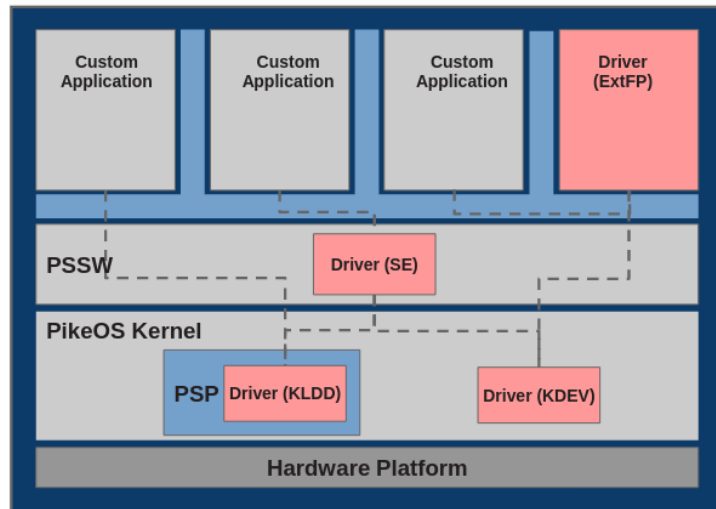 Custom
Application
Custom
Application
Custom
Application
Driver
(ExtFP)
PSSW
Driver (SE)
PikeOS Kernel
PSP
Driver (KLDD)
Driver (KDEV)
Hardware Platform